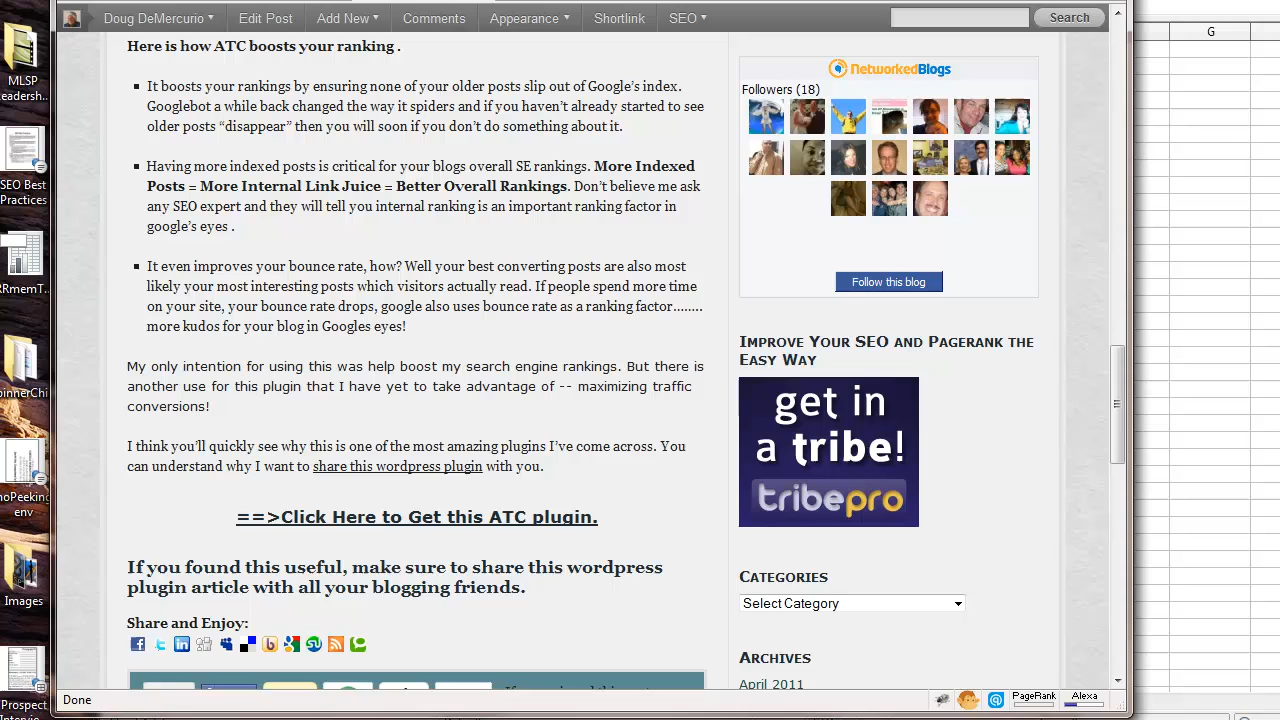 Doug DeMercurio Edit Post Add New Comments Appearance Shortlink SEO Search
G
MLSP
eadersh...
SEO Best
Practices
RRmemT...
pinnerChi
noPeekin
env
Images
Prospect
Here is how ATC boosts your ranking .
It boosts your rankings by ensuring none of your older posts slip out of Google’s index.
Googlebot a while back changed the way it spiders and if you haven’t already started to see
older posts “disappear” then you will soon if you don’t do something about it.
Having more indexed posts is critical for your blogs overall SE rankings. More Indexed
Posts = More Internal Link Juice = Better Overall Rankings. Don’t believe me ask
any SEO expert and they will tell you internal ranking is an important ranking factor in
google’s eyes .
It even improves your bounce rate, how? Well your best converting posts are also most
likely your most interesting posts which visitors actually read. If people spend more time
on your site, your bounce rate drops, google also uses bounce rate as a ranking factor........
more kudos for your blog in Googles eyes!
My only intention for using this was help boost my search engine rankings. But there is
another use for this plugin that I have yet to take advantage of -- maximizing traffic
conversions!
I think you’ll quickly see why this is one of the most amazing plugins I’ve come across. You
can understand why I want to share this wordpress plugin with you.
==>Click Here to Get this ATC plugin.
If you found this useful, make sure to share this wordpress
plugin article with all your blogging friends.
Share and Enjoy:
NetworkedBlogs
Followers (18)
Follow this blog
Improve Your SEO and Pagerank the
Easy Way
get in
a tribe!
tribepro
Categories
Select Category
Archives
April 2011
Done
PageRank Alexa